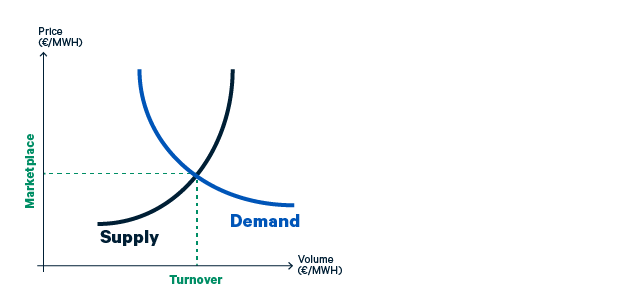 Price
(€/MWH)
Marketplace
Demand
Supply
Volume
(€/MWH)
Turnover